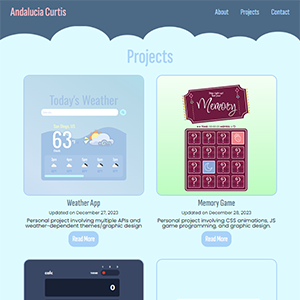 Andalucia Curtis
About Projects Contact
Projects
Today's Weather
63
Memory
Weather App
Updated on December 27, 2023
Personal project involving multiple APIs and
weather-dependent themes/graphic design
Read More
Memory Game
Updated on December 28, 2023
Personal project involving CSS animations, JS
game programming, and graphic design.
Read More
calc
0